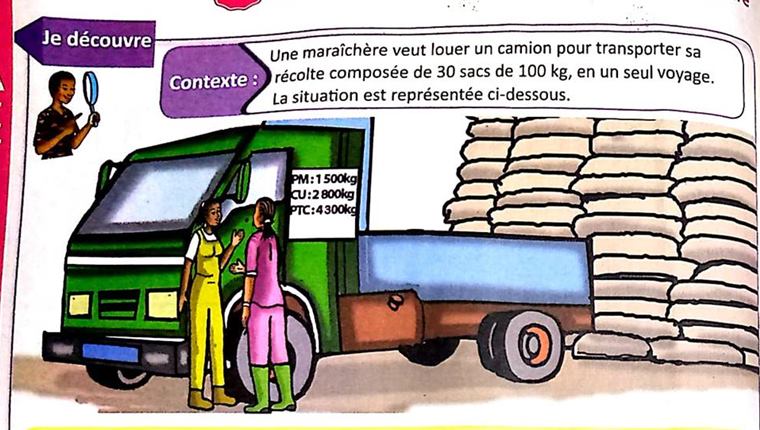 Je découvre
Contexte :
Une maraîchère veut louer un camion pour transporter sa
récolte composée de 30 sacs de 100 kg, en un seul voyage.
La situation est représentée ci-dessous.
PM : 1 500kg
CU : 2 800kg
PTC : 4 300kg